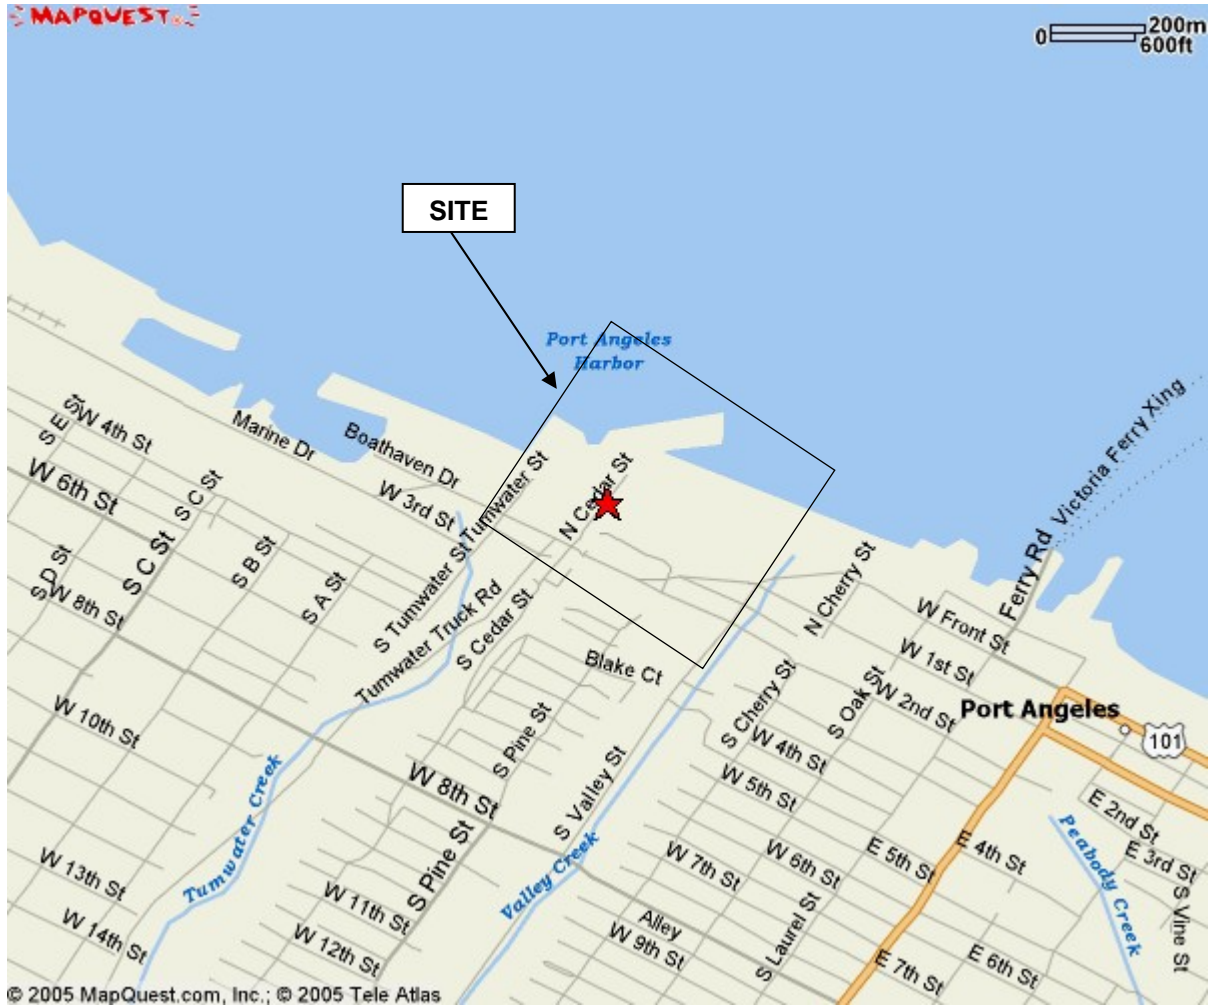 MAPQUEST
200m
0
600ft
SITE
Port Angeles
Harbor
Victoria Ferry Xing
Ferry Rd
S E St
W 4th St
Marine Dr
Boathaven Dr
W 3rd St
Tumwater St
N Cedar St
W 6th St
S C St
S D St
S C St
S B St
S A St
W 8th St
S Tumwater St
Tumwater Truck Rd
S Cedar St
N Cherry St
W Front St
W 1st St
Blake Ct
S Cherry St
S Oak St
W 2nd St
Port Angeles
101
W 10th St
S Pine St
W 4th St
W 5th St
W 8th St
S Valley St
E 2nd St
Tumwater Creek
Valley Creek
Peabody Creek
E 3rd St
E 4th St
E 5th St
W 6th St
W 7th St
S Pine St
W 13th St
W 11th St
W 14th St
W 12th St
Alley
W 9th St
S Laurel St
S Vine St
E 6th St
E 7th St
© 2005 MapQuest.com, Inc.; © 2005 Tele Atlas